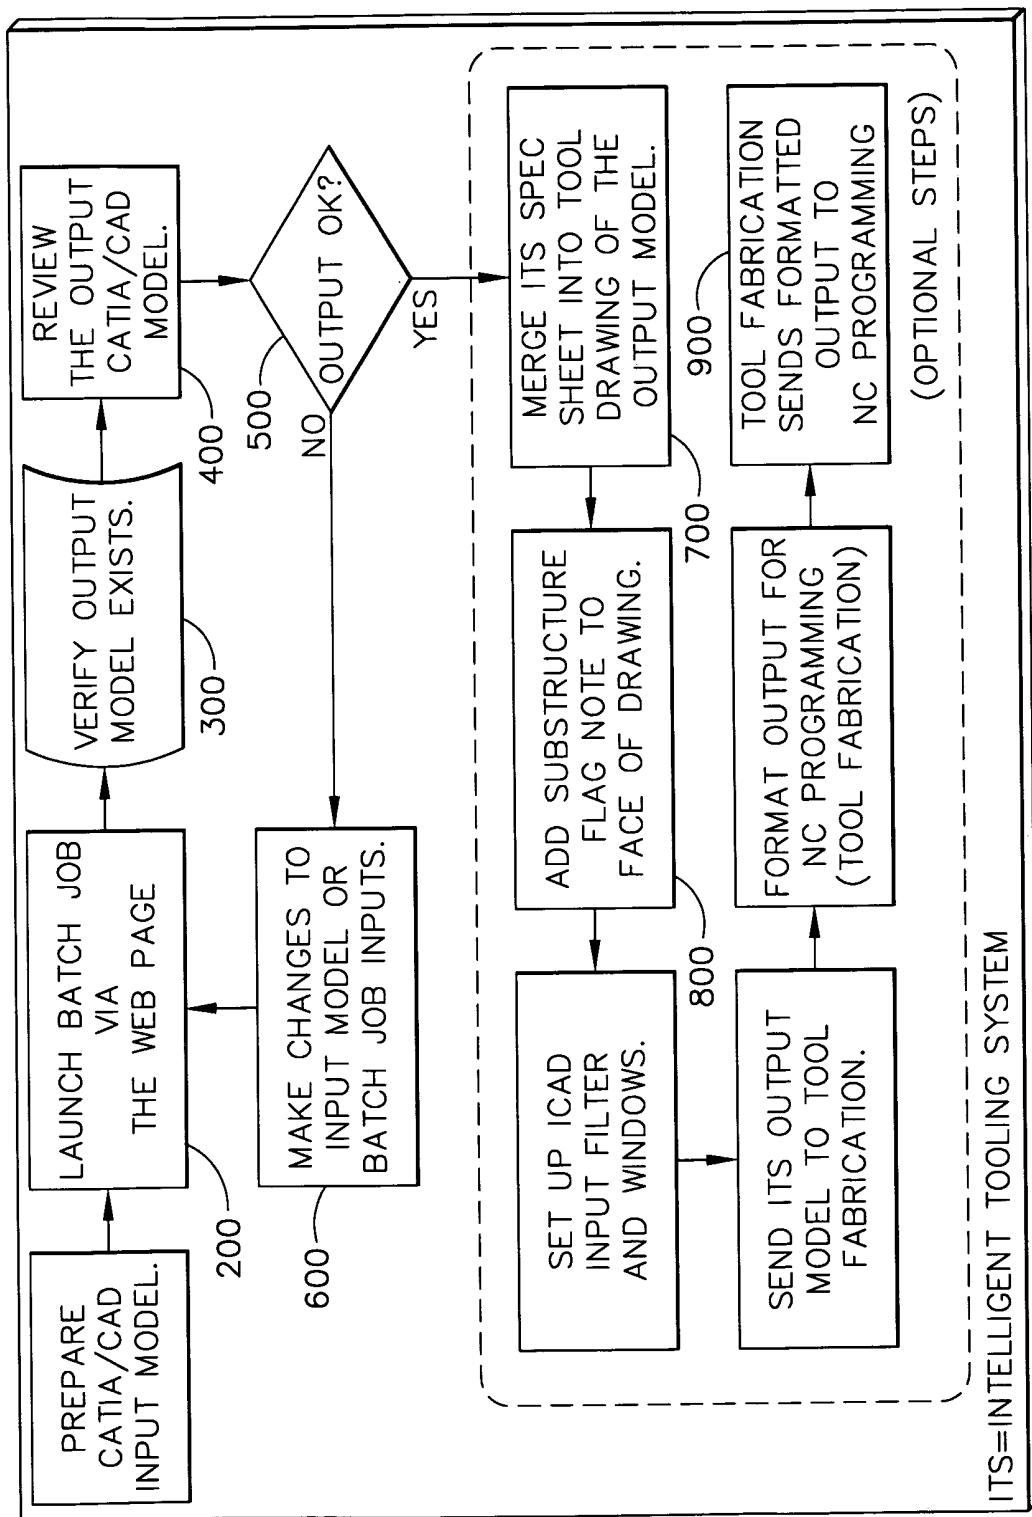 PREPARE
CATIA/CAD
INPUT MODEL.
LAUNCH BATCH JOB
VIA
THE WEB PAGE
200
VERIFY OUTPUT
MODEL EXISTS.
300
REVIEW
THE OUTPUT
CATIA/CAD
MODEL.
400
OUTPUT OK?
500
NO
YES
MAKE CHANGES TO
INPUT MODEL OR
BATCH JOB INPUTS.
600
MERGE ITS SPEC
SHEET INTO TOOL
DRAWING OF THE
OUTPUT MODEL.
700
ADD SUBSTRUCTURE
FLAG NOTE TO
FACE OF DRAWING.
800
SET UP ICAD
INPUT FILTER
AND WINDOWS.
SEND ITS OUTPUT
MODEL TO TOOL
FABRICATION.
FORMAT OUTPUT FOR
NC PROGRAMMING
(TOOL FABRICATION)
900
TOOL FABRICATION
SENDS FORMATTED
OUTPUT TO
NC PROGRAMMING
(OPTIONAL STEPS)
ITS=INTELLIGENT TOOLING SYSTEM